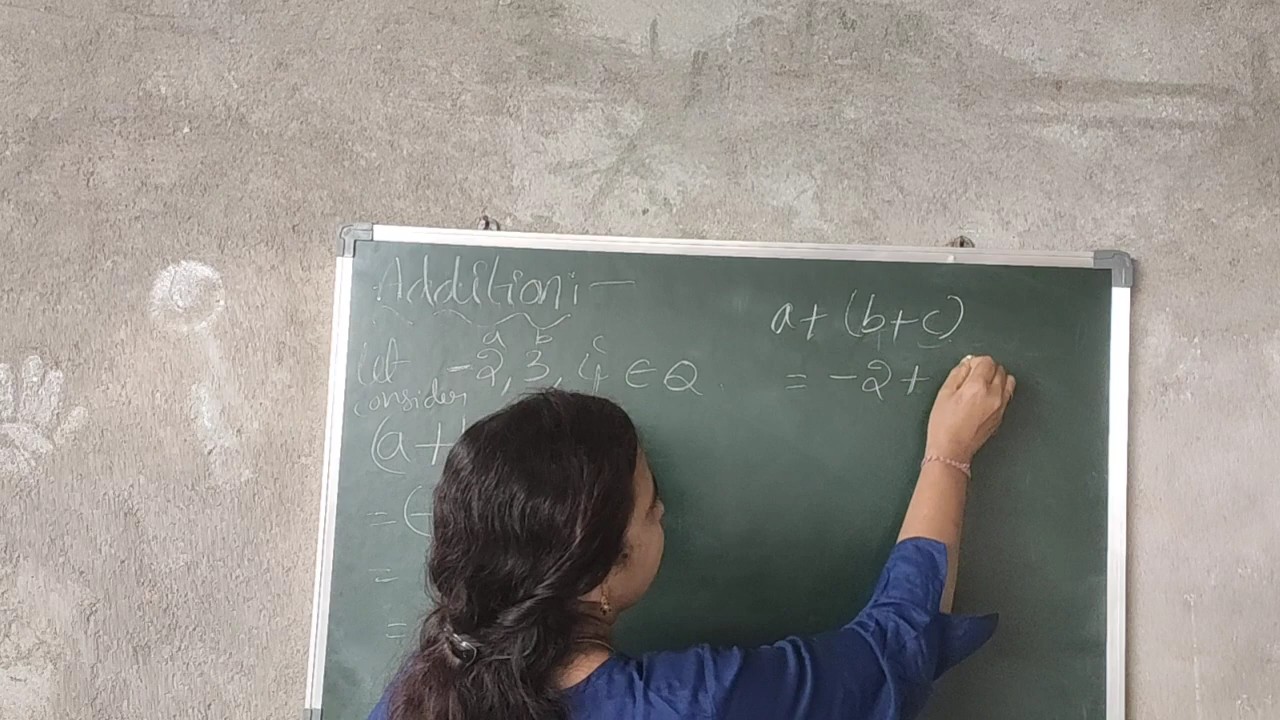 Addition:-
a b c
Let -2, 3, 4 ∈ Q.
consider
(a+
= (-
=
=
a+ (b+c)
= -2+